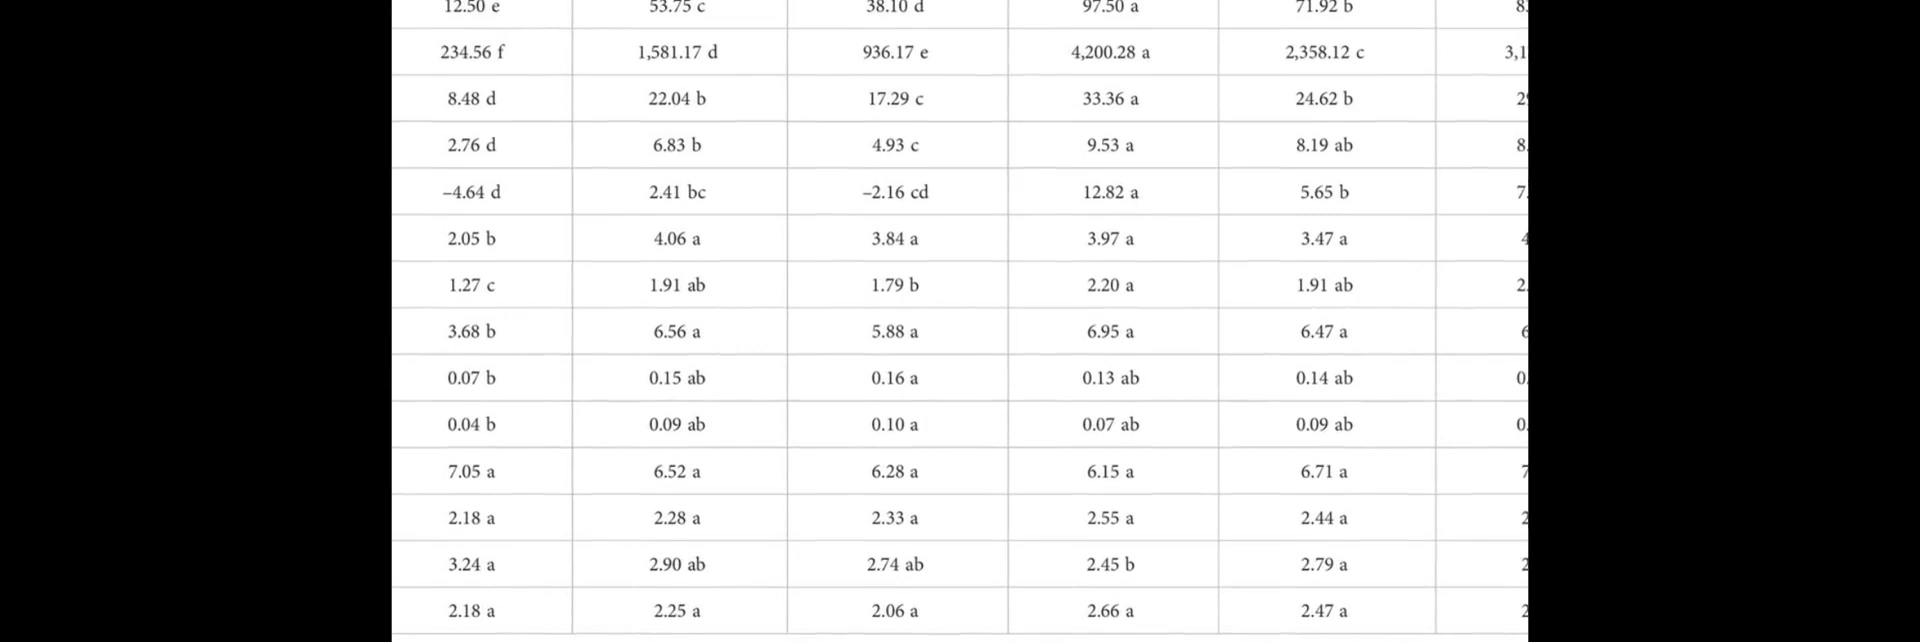 12.50 e 53.75 c 38.10 d 97.50 a 71.92 b
234.56 f 1,581.17 d 936.17 e 4,200.28 a 2,358.12 c
8.48 d 22.04 b 17.29 c 33.36 a 24.62 b
2.76 d 6.83 b 4.93 c 9.53 a 8.19 ab
–4.64 d 2.41 bc –2.16 cd 12.82 a 5.65 b
2.05 b 4.06 a 3.84 a 3.97 a 3.47 a
1.27 c 1.91 ab 1.79 b 2.20 a 1.91 ab
3.68 b 6.56 a 5.88 a 6.95 a 6.47 a
0.07 b 0.15 ab 0.16 a 0.13 ab 0.14 ab
0.04 b 0.09 ab 0.10 a 0.07 ab 0.09 ab
7.05 a 6.52 a 6.28 a 6.15 a 6.71 a
2.18 a 2.28 a 2.33 a 2.55 a 2.44 a
3.24 a 2.90 ab 2.74 ab 2.45 b 2.79 a
2.18 a 2.25 a 2.06 a 2.66 a 2.47 a